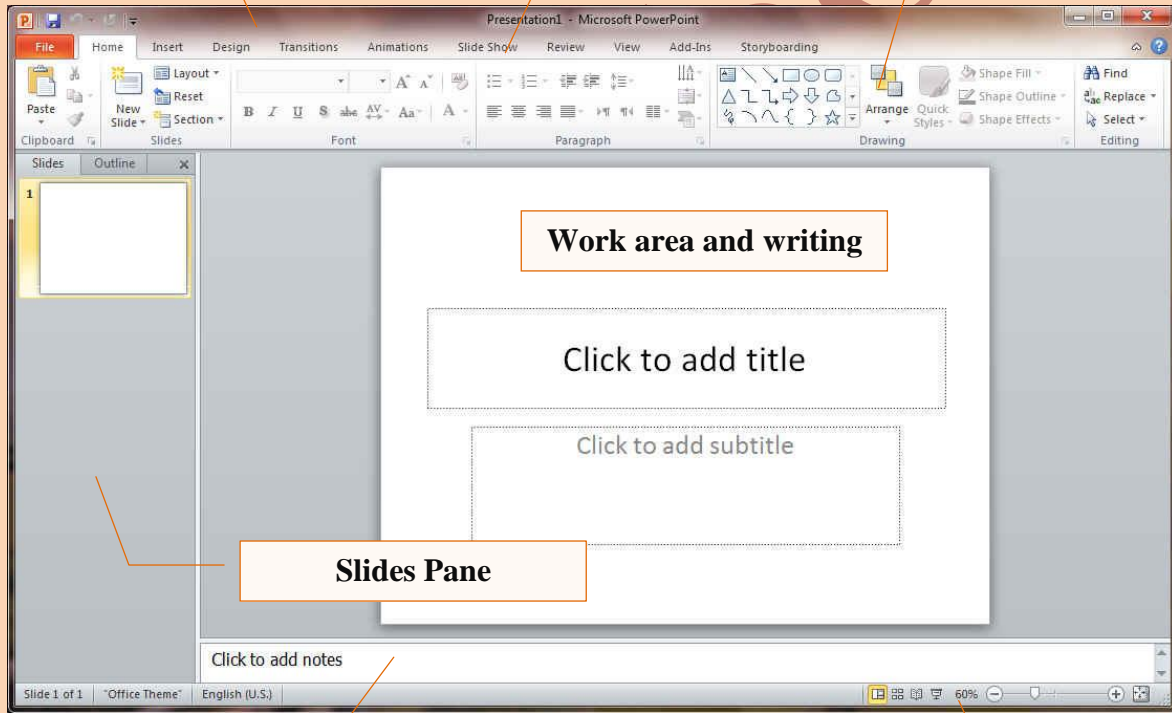 Presentation1 - Microsoft PowerPoint
File Home Insert Design Transitions Animations Slide Show Review View Add-Ins Storyboarding
Paste
New Slide
Layout
Reset
Section
B I U S abc AV Aa A
Arrange
Quick Styles
Shape Fill
Shape Outline
Shape Effects
Find
Replace
Select
Clipboard Slides Font Paragraph Drawing Editing
Slides Outline
1
Work area and writing
Click to add title
Click to add subtitle
Slides Pane
Click to add notes
Slide 1 of 1 "Office Theme" English (U.S.) 60%